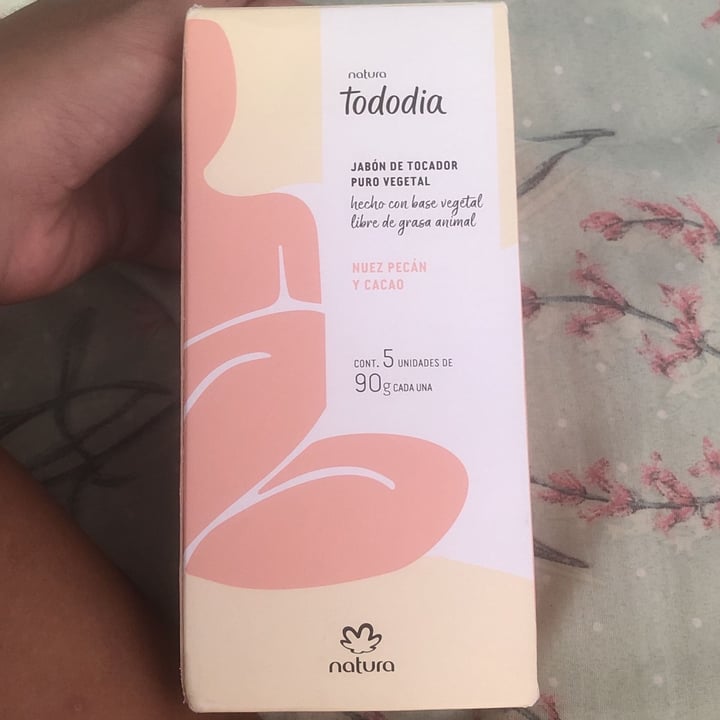 natura
Tododia
JABÓN DE TOCADOR
PURO VEGETAL
hecho con base vegetal
libre de grasa animal
NUEZ PECÁN
Y CACAO
CONT. 5 UNIDADES DE
90g CADA UNA
natura